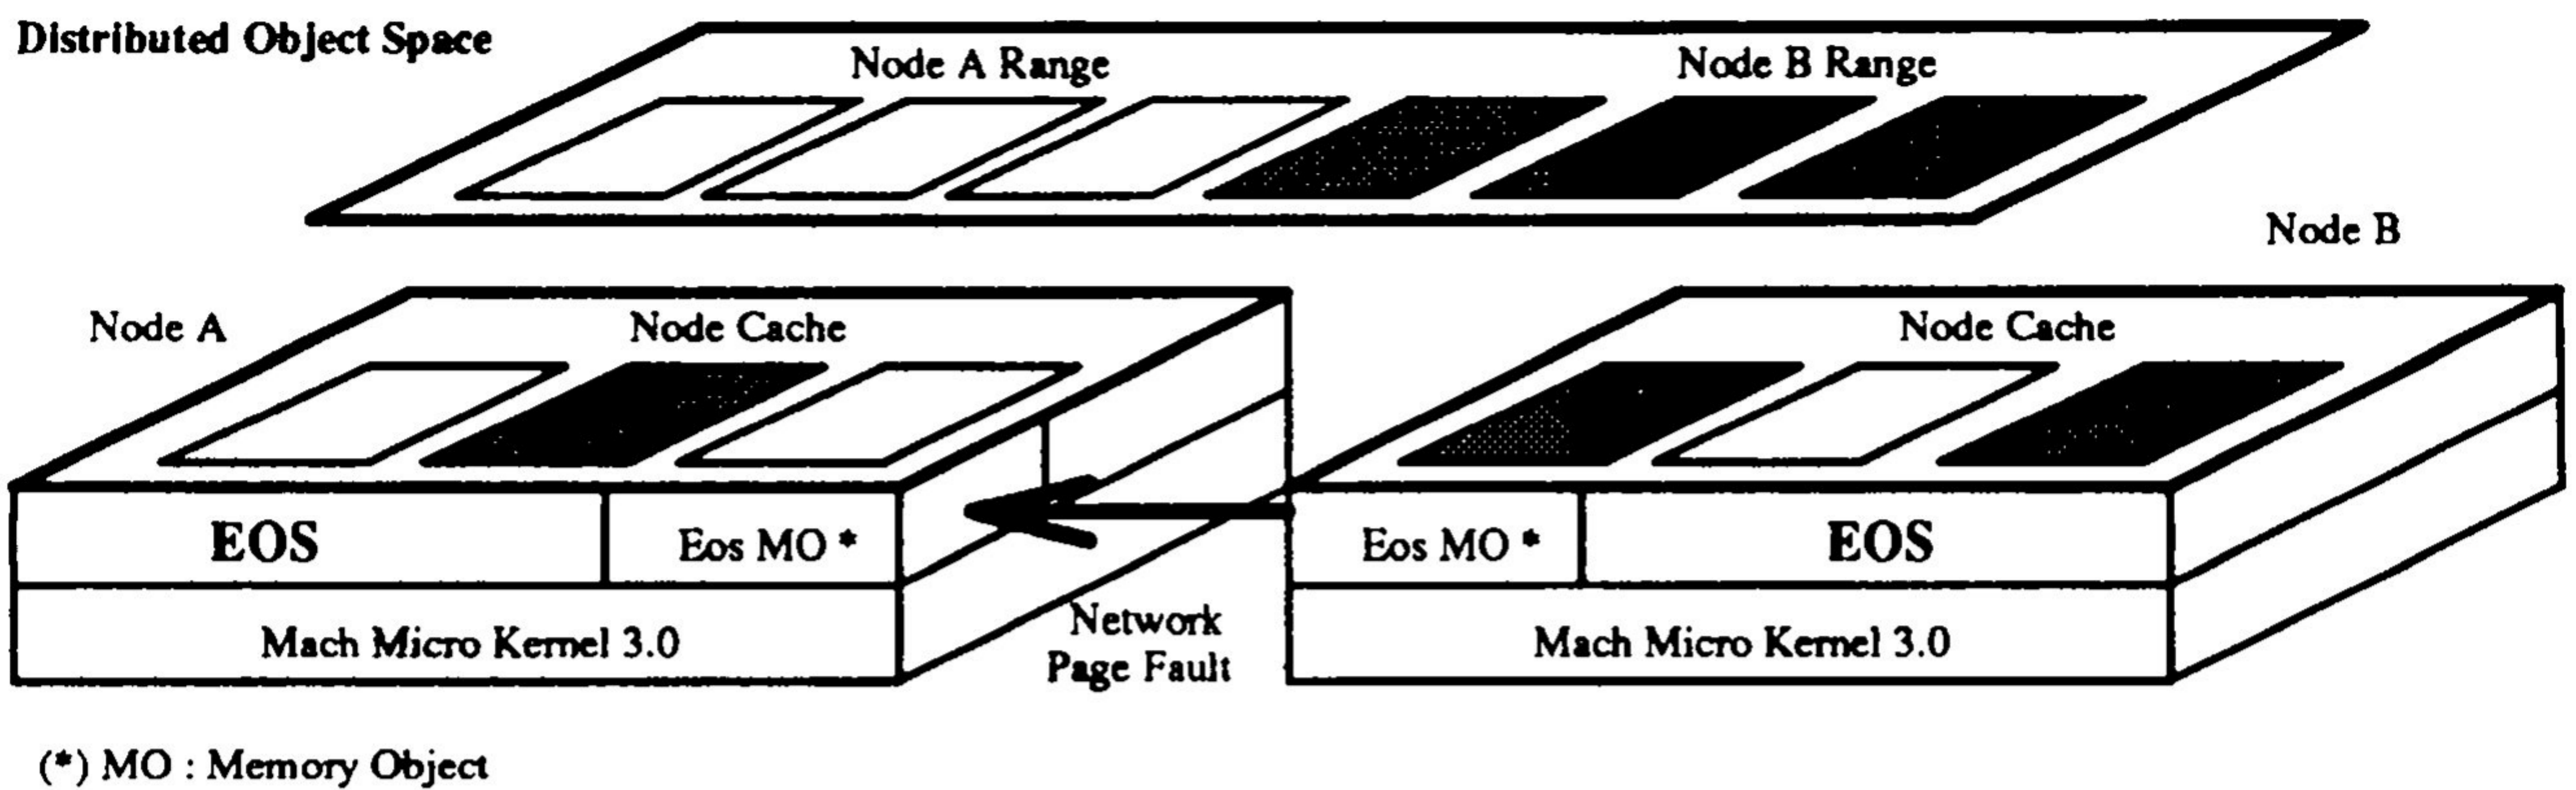 Distributed Object Space
Node A Range
Node B Range
Node B
Node A
Node Cache
Node Cache
EOS
Eos MO *
Eos MO *
EOS
Mach Micro Kernel 3.0
Network
Page Fault
Mach Micro Kernel 3.0
(*) MO : Memory Object